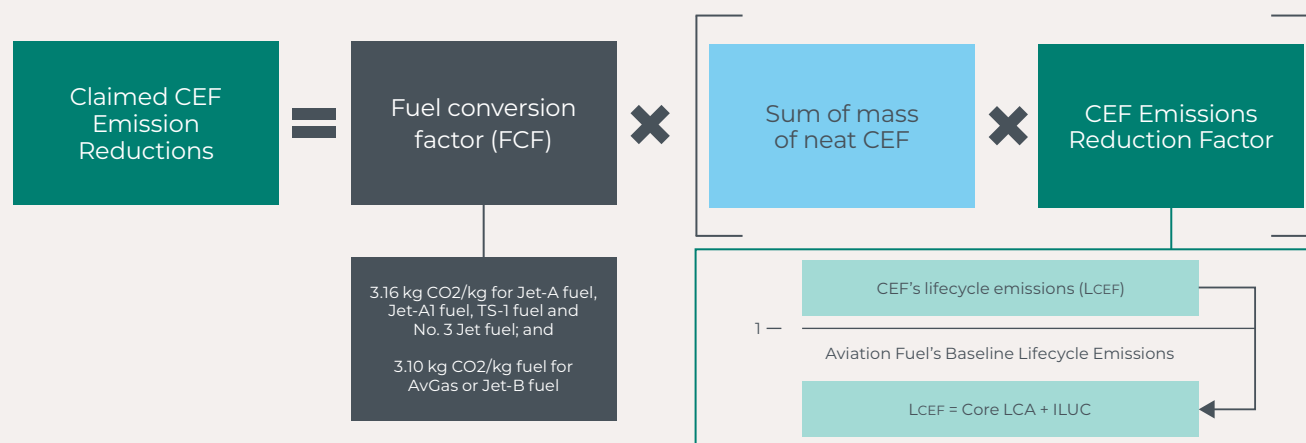 Claimed CEF
Emission
Reductions
=
Fuel conversion
factor (FCF)
×
Sum of mass
of neat CEF
×
CEF Emissions
Reduction Factor
3.16 kg CO2/kg for Jet-A fuel,
Jet-A1 fuel, TS-1 fuel and
No. 3 Jet fuel; and
3.10 kg CO2/kg fuel for
AvGas or Jet-B fuel
CEF's lifecycle emissions (LCEF)
1 —
Aviation Fuel's Baseline Lifecycle Emissions
LCEF = Core LCA + ILUC